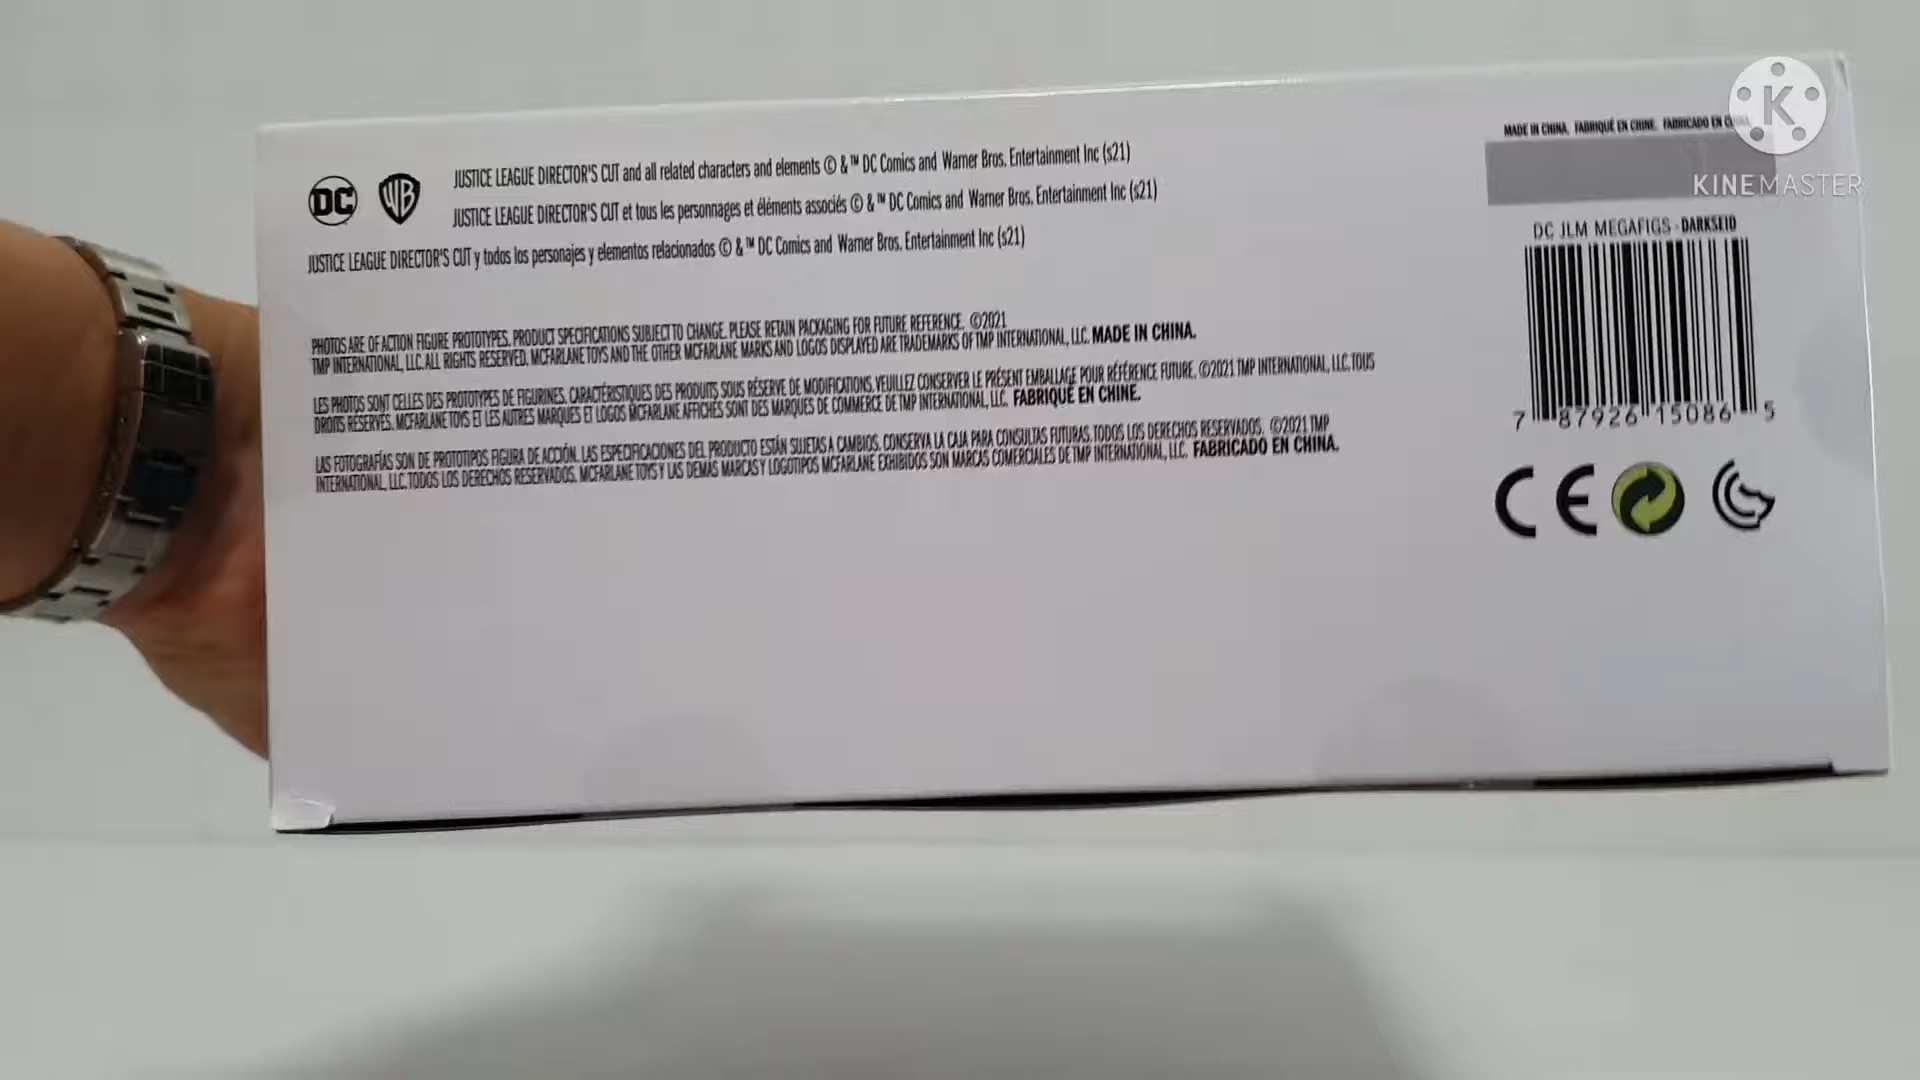 DC WB JUSTICE LEAGUE DIRECTOR'S CUT and all related characters and elements © & ™ DC Comics and Warner Bros. Entertainment Inc (s21)
JUSTICE LEAGUE DIRECTOR'S CUT et tous les personnages et éléments associés © & ™ DC Comics and Warner Bros. Entertainment Inc (s21)
JUSTICE LEAGUE DIRECTOR'S CUT y todos los personajes y elementos relacionados © & ™ DC Comics and Warner Bros. Entertainment Inc (s21)
PHOTOS ARE OF ACTION FIGURE PROTOTYPES. PRODUCT SPECIFICATIONS SUBJECT TO CHANGE. PLEASE RETAIN PACKAGING FOR FUTURE REFERENCE. ©2021
TMP INTERNATIONAL, LLC. ALL RIGHTS RESERVED. MCFARLANE TOYS AND THE OTHER MCFARLANE MARKS AND LOGOS DISPLAYED ARE TRADEMARKS OF TMP INTERNATIONAL, LLC. MADE IN CHINA.
LES PHOTOS SONT CELLES DES PROTOTYPES DE FIGURINES. CARACTÉRISTIQUES DES PRODUITS SOUS RÉSERVE DE MODIFICATIONS. VEUILLEZ CONSERVER LE PRÉSENT EMBALLAGE POUR RÉFÉRENCE FUTURE. ©2021 TMP INTERNATIONAL, LLC. TOUS
DROITS RÉSERVÉS. MCFARLANE TOYS ET LES AUTRES MARQUES ET LOGOS MCFARLANE AFFICHÉS SONT DES MARQUES DE COMMERCE DE TMP INTERNATIONAL, LLC. FABRIQUÉ EN CHINE.
LAS FOTOGRAFÍAS SON DE PROTOTIPOS FIGURA DE ACCIÓN. LAS ESPECIFICACIONES DEL PRODUCTO ESTÁN SUJETAS A CAMBIOS. CONSERVA LA CAJA PARA CONSULTAS FUTURAS. TODOS LOS DERECHOS RESERVADOS. ©2021 TMP
INTERNATIONAL, LLC. TODOS LOS DERECHOS RESERVADOS. MCFARLANE TOYS Y LAS DEMÁS MARCAS Y LOGOTIPOS MCFARLANE EXHIBIDOS SON MARCAS COMERCIALES DE TMP INTERNATIONAL, LLC. FABRICADO EN CHINA.
MADE IN CHINA. FABRIQUÉ EN CHINE. FABRICADO EN
K
KINEMASTER
DC JLM MEGAFIGS - DARKSEID
7 87926 15086 5
CE